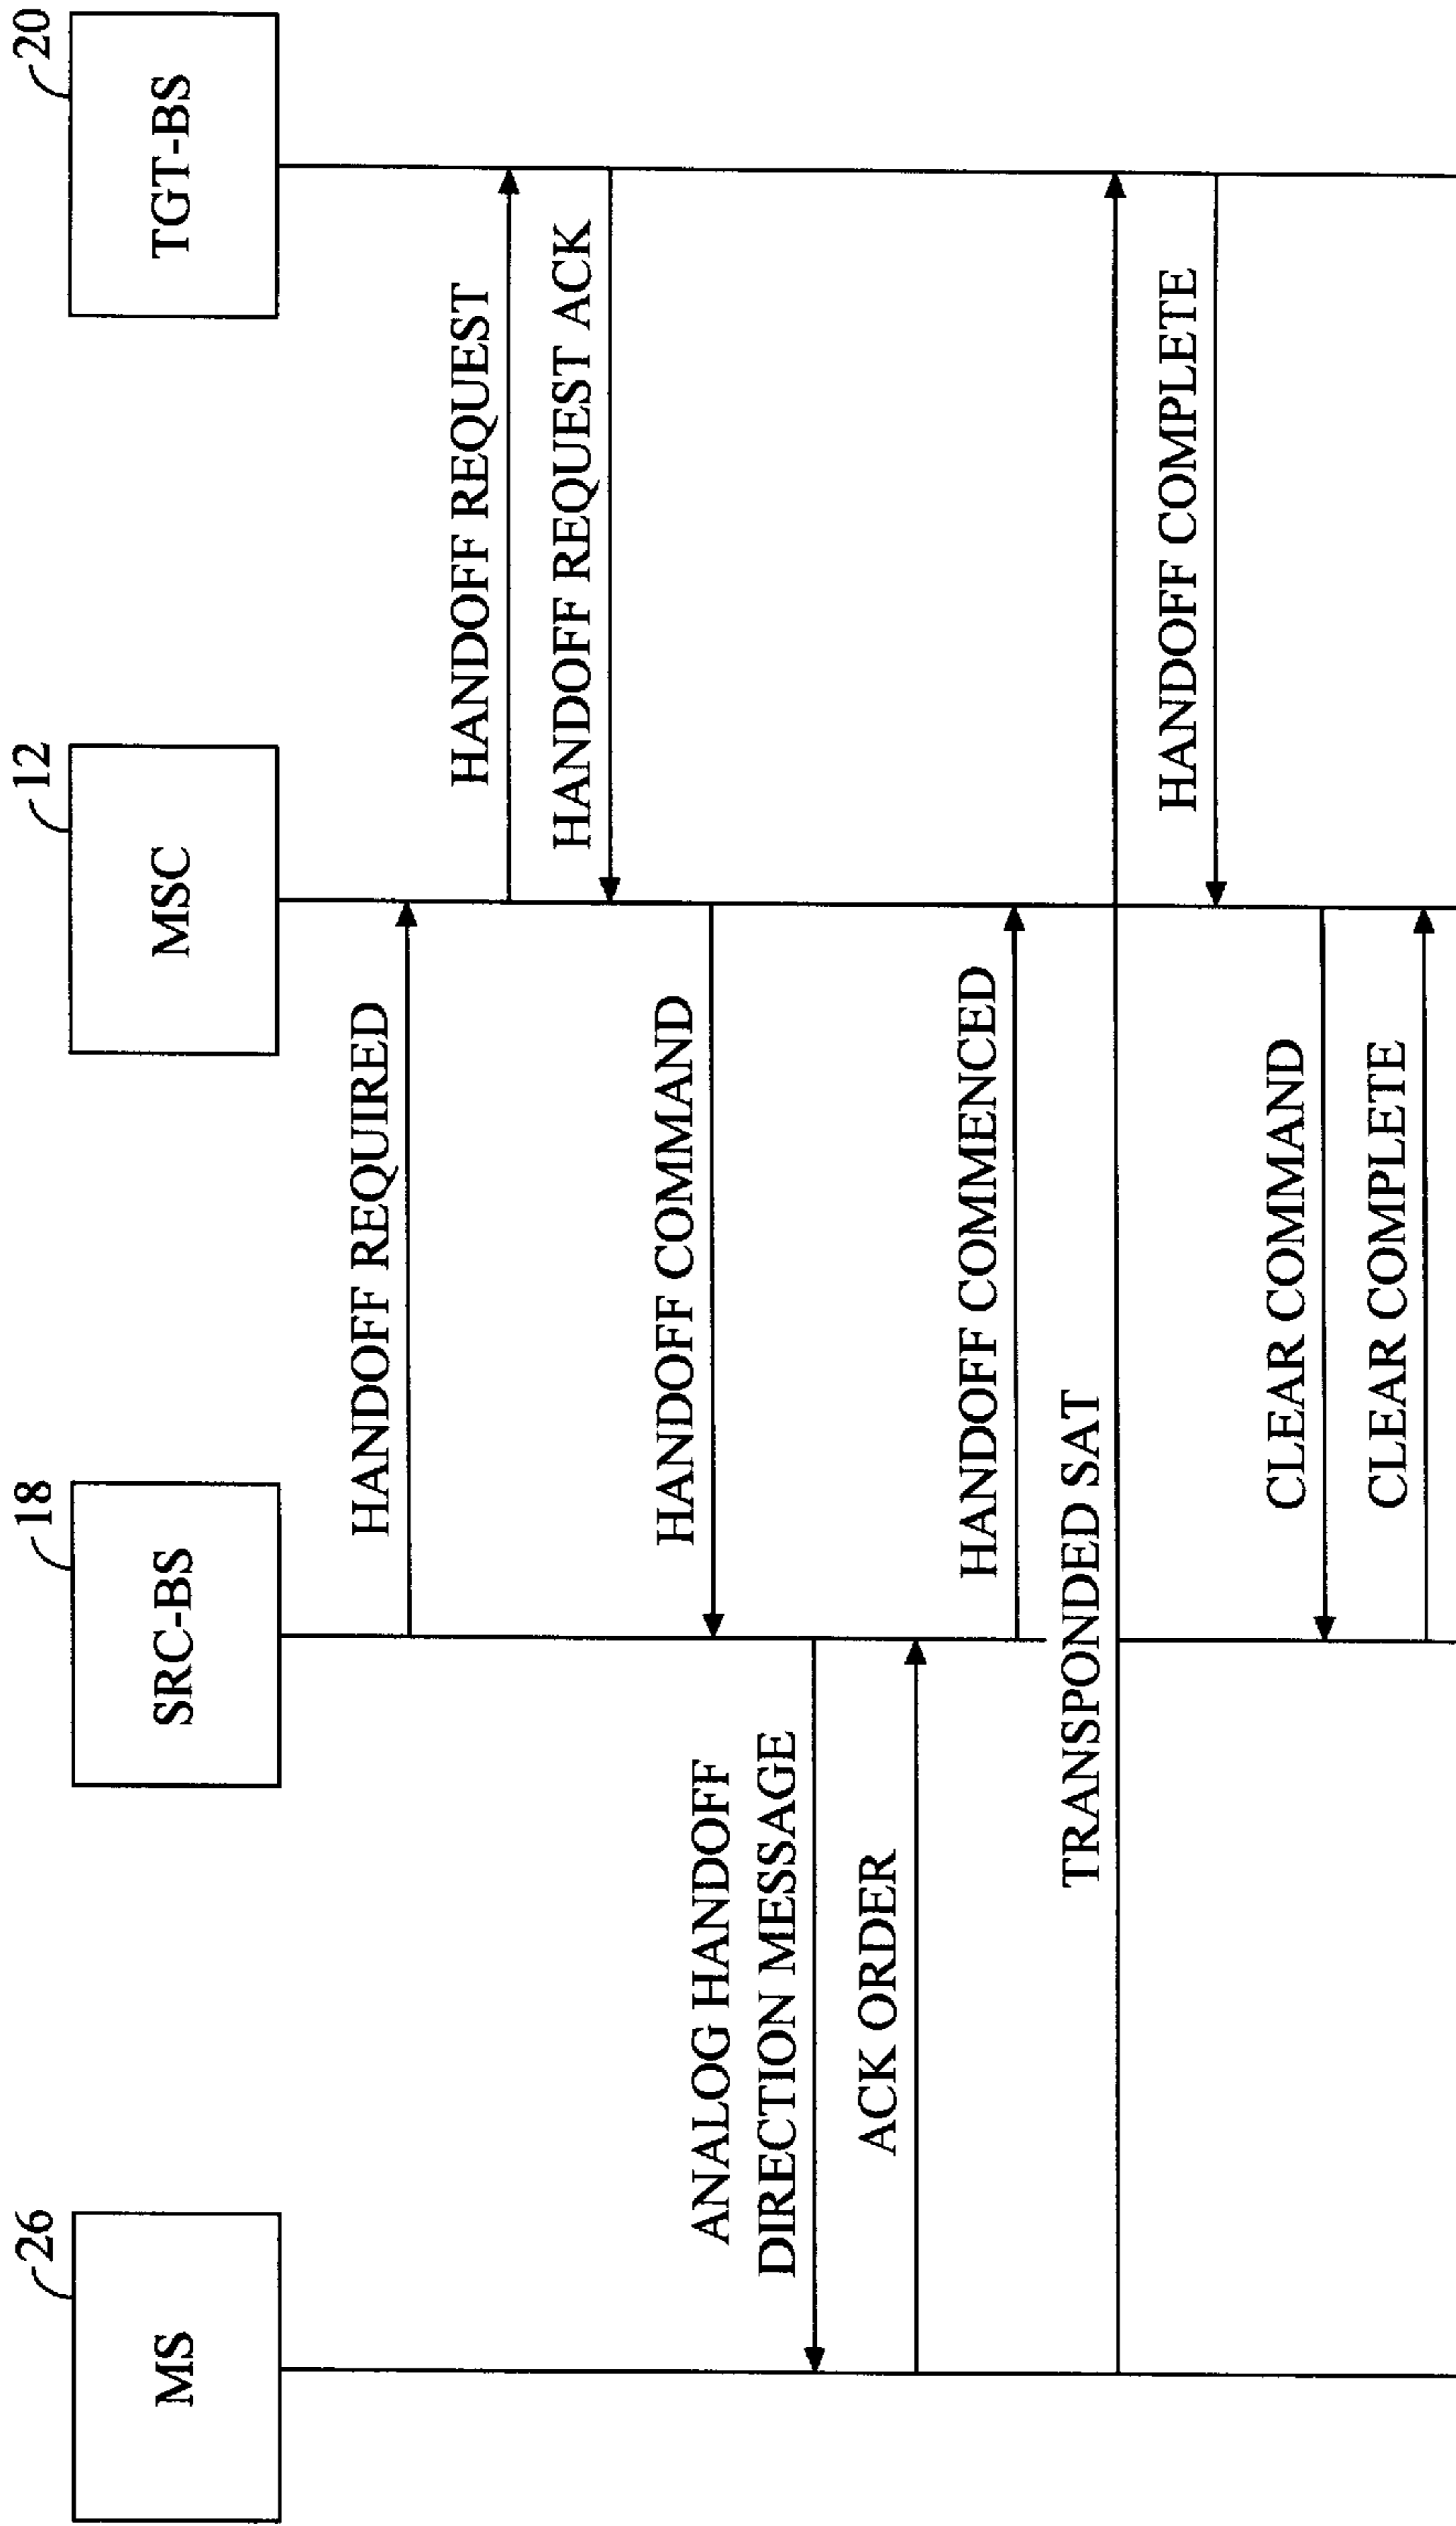 26
MS
18
SRC-BS
12
MSC
20
TGT-BS
HANDOFF REQUIRED
HANDOFF REQUEST
HANDOFF REQUEST ACK
HANDOFF COMMAND
ANALOG HANDOFF
DIRECTION MESSAGE
ACK ORDER
HANDOFF COMMENCED
TRANSPONDED SAT
HANDOFF COMPLETE
CLEAR COMMAND
CLEAR COMPLETE